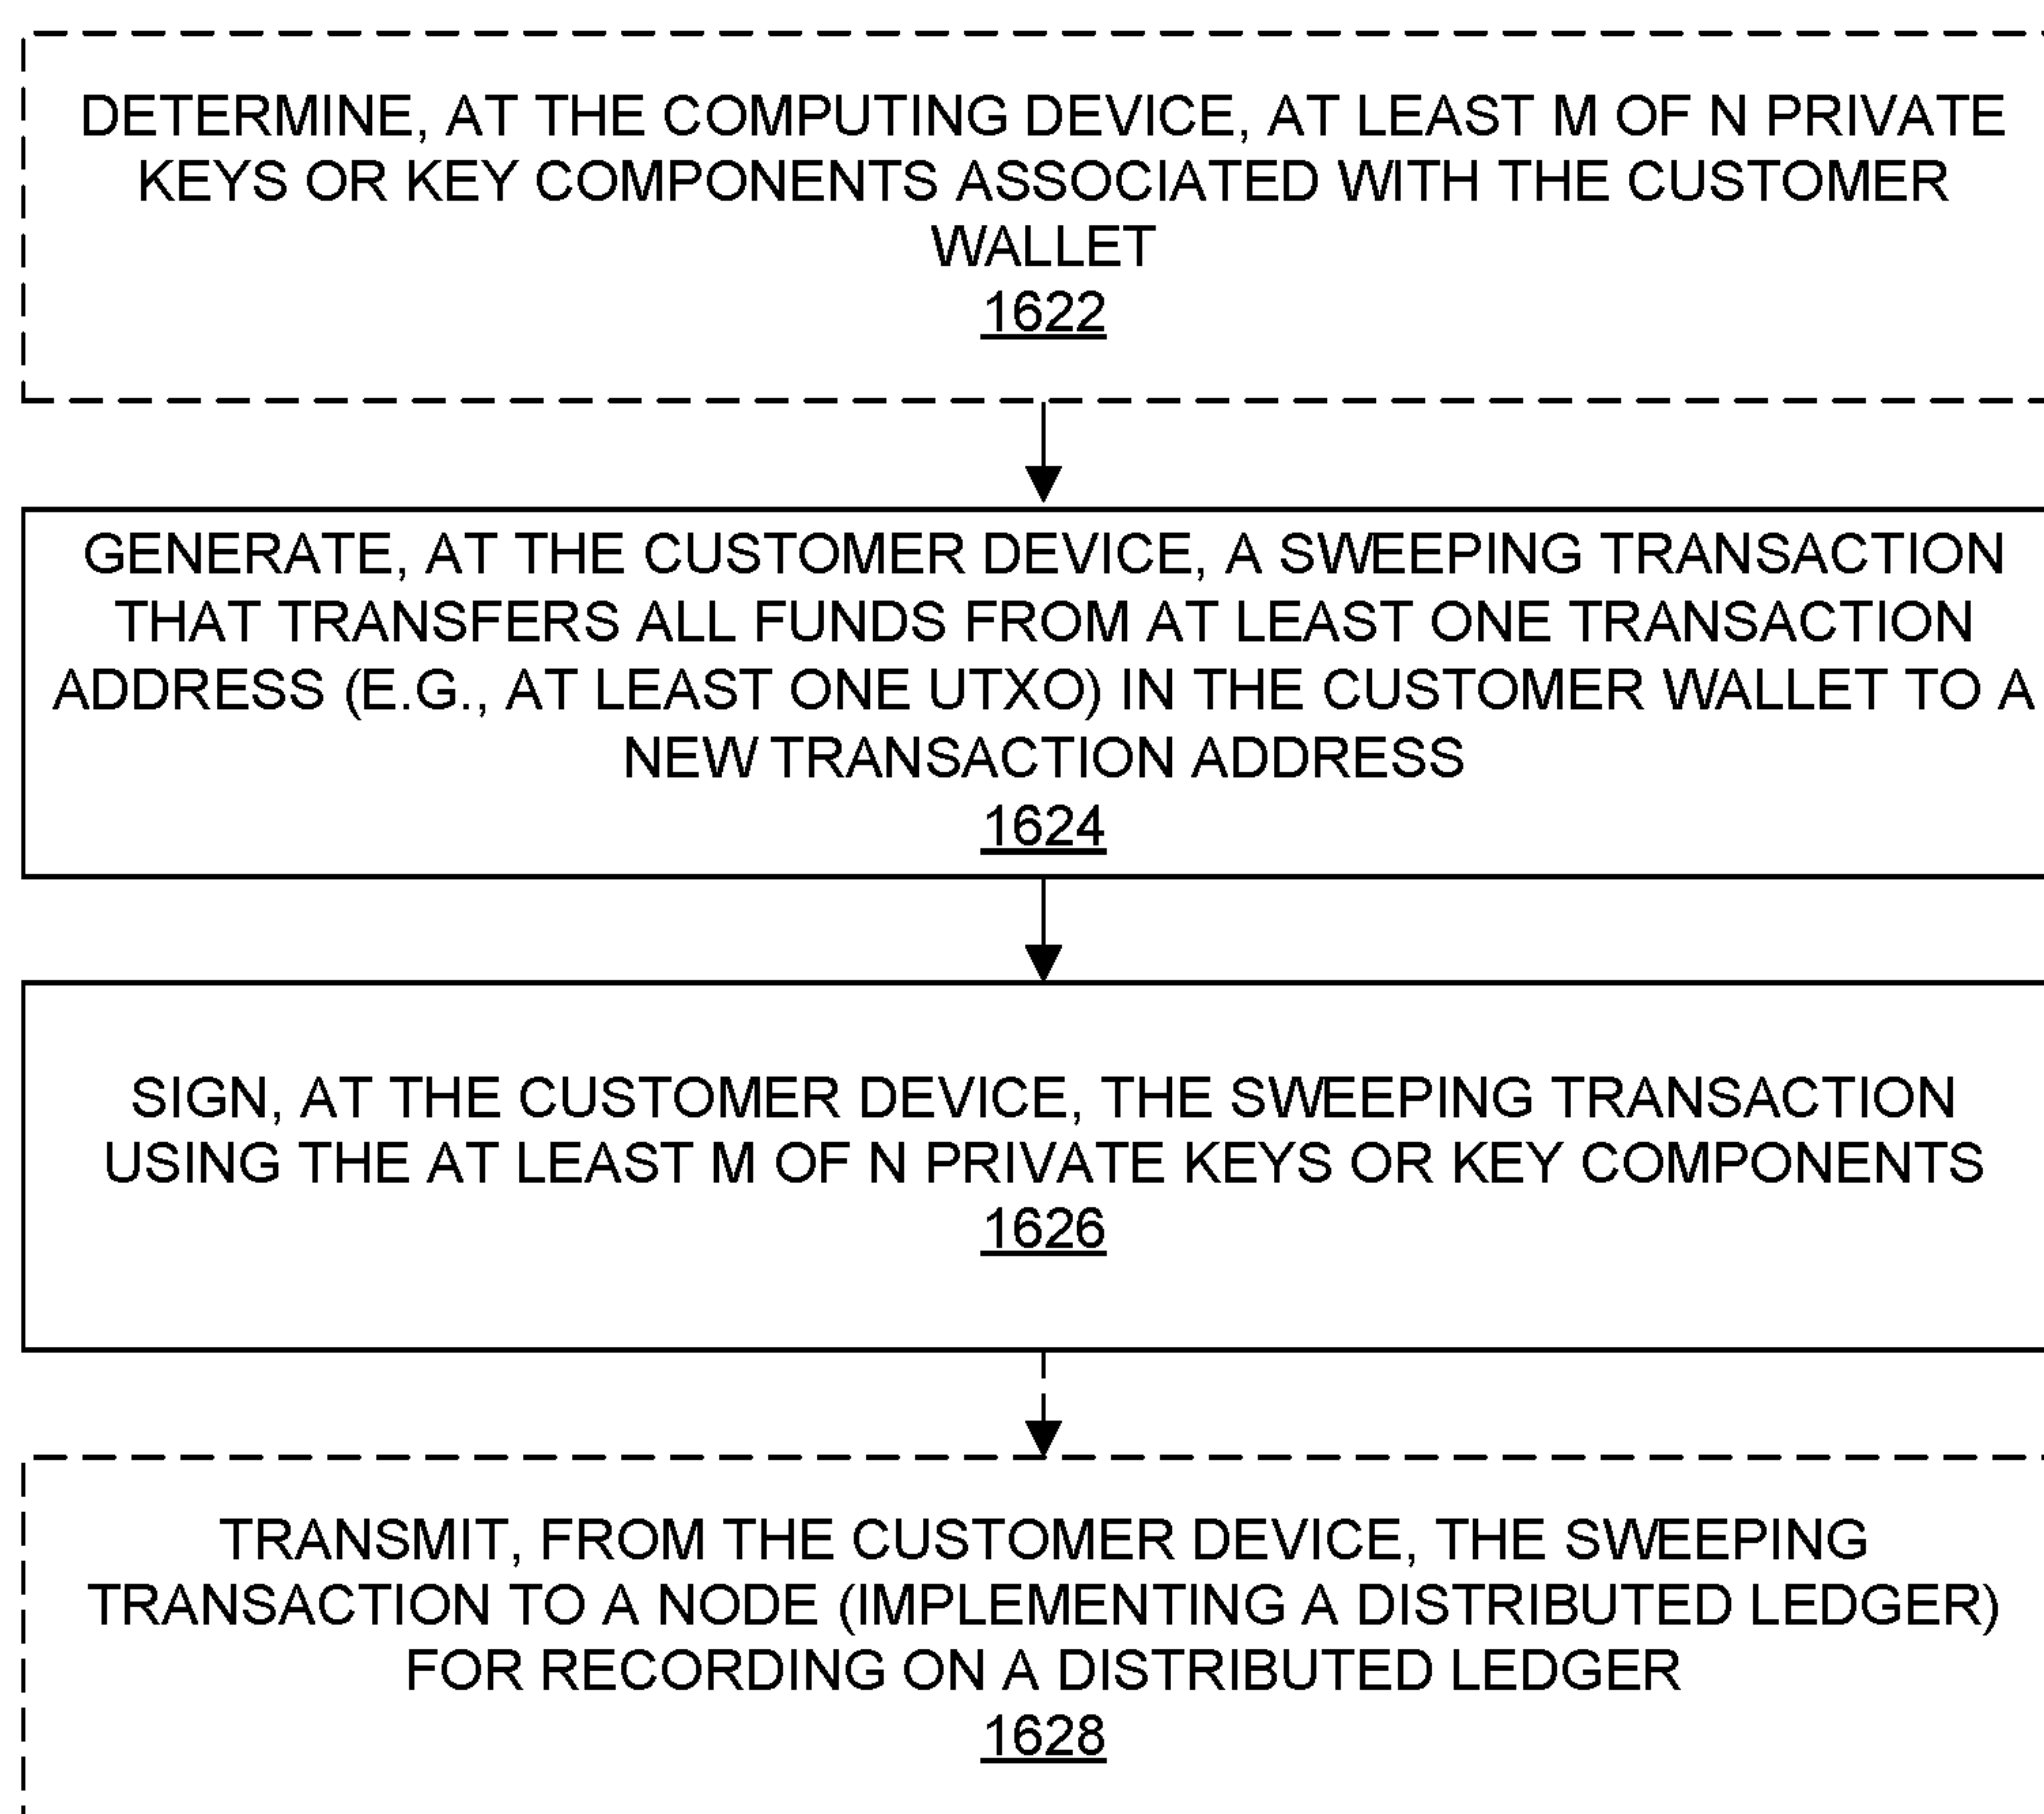 DETERMINE, AT THE COMPUTING DEVICE, AT LEAST M OF N PRIVATE
KEYS OR KEY COMPONENTS ASSOCIATED WITH THE CUSTOMER
WALLET
1622
GENERATE, AT THE CUSTOMER DEVICE, A SWEEPING TRANSACTION
THAT TRANSFERS ALL FUNDS FROM AT LEAST ONE TRANSACTION
ADDRESS (E.G., AT LEAST ONE UTXO) IN THE CUSTOMER WALLET TO A
NEW TRANSACTION ADDRESS
1624
SIGN, AT THE CUSTOMER DEVICE, THE SWEEPING TRANSACTION
USING THE AT LEAST M OF N PRIVATE KEYS OR KEY COMPONENTS
1626
TRANSMIT, FROM THE CUSTOMER DEVICE, THE SWEEPING
TRANSACTION TO A NODE (IMPLEMENTING A DISTRIBUTED LEDGER)
FOR RECORDING ON A DISTRIBUTED LEDGER
1628